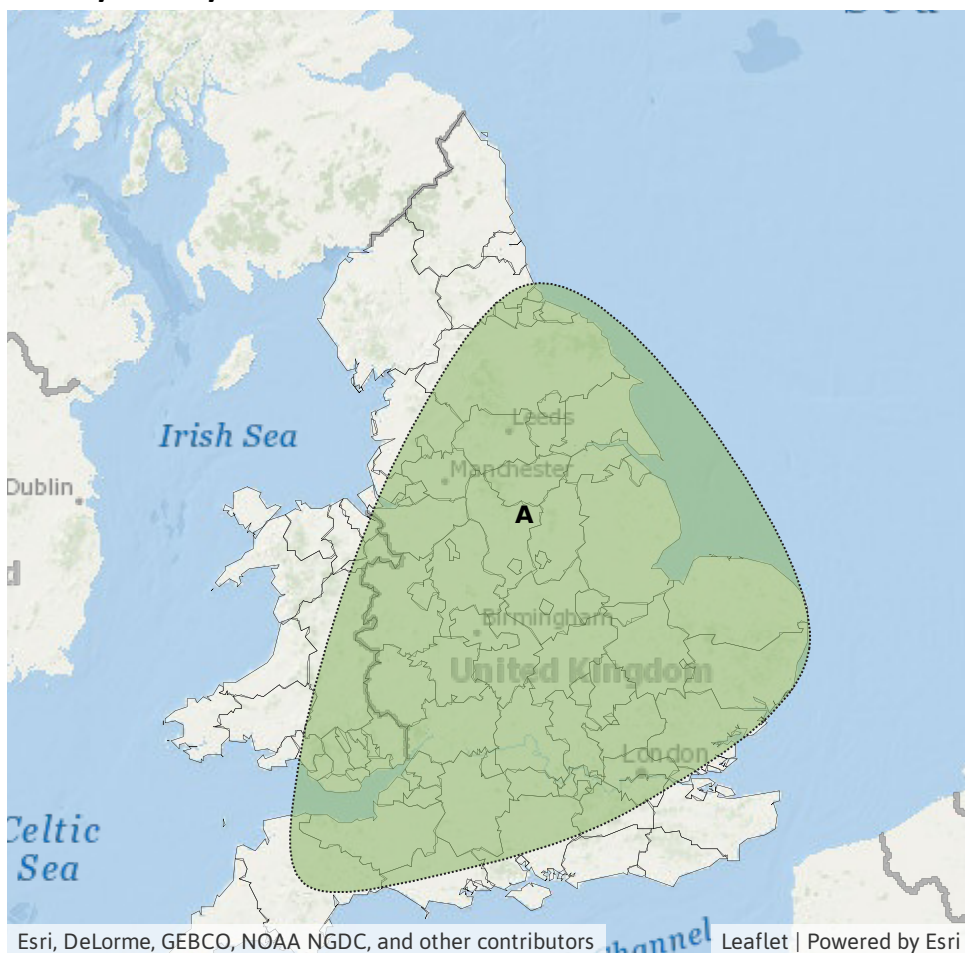 Irish Sea
Leeds
Manchester
Dublin
A
Birmingham
United Kingdom
London
Celtic
Sea
Channel
Esri, DeLorme, GEBCO, NOAA NGDC, and other contributors
Leaflet | Powered by Esri